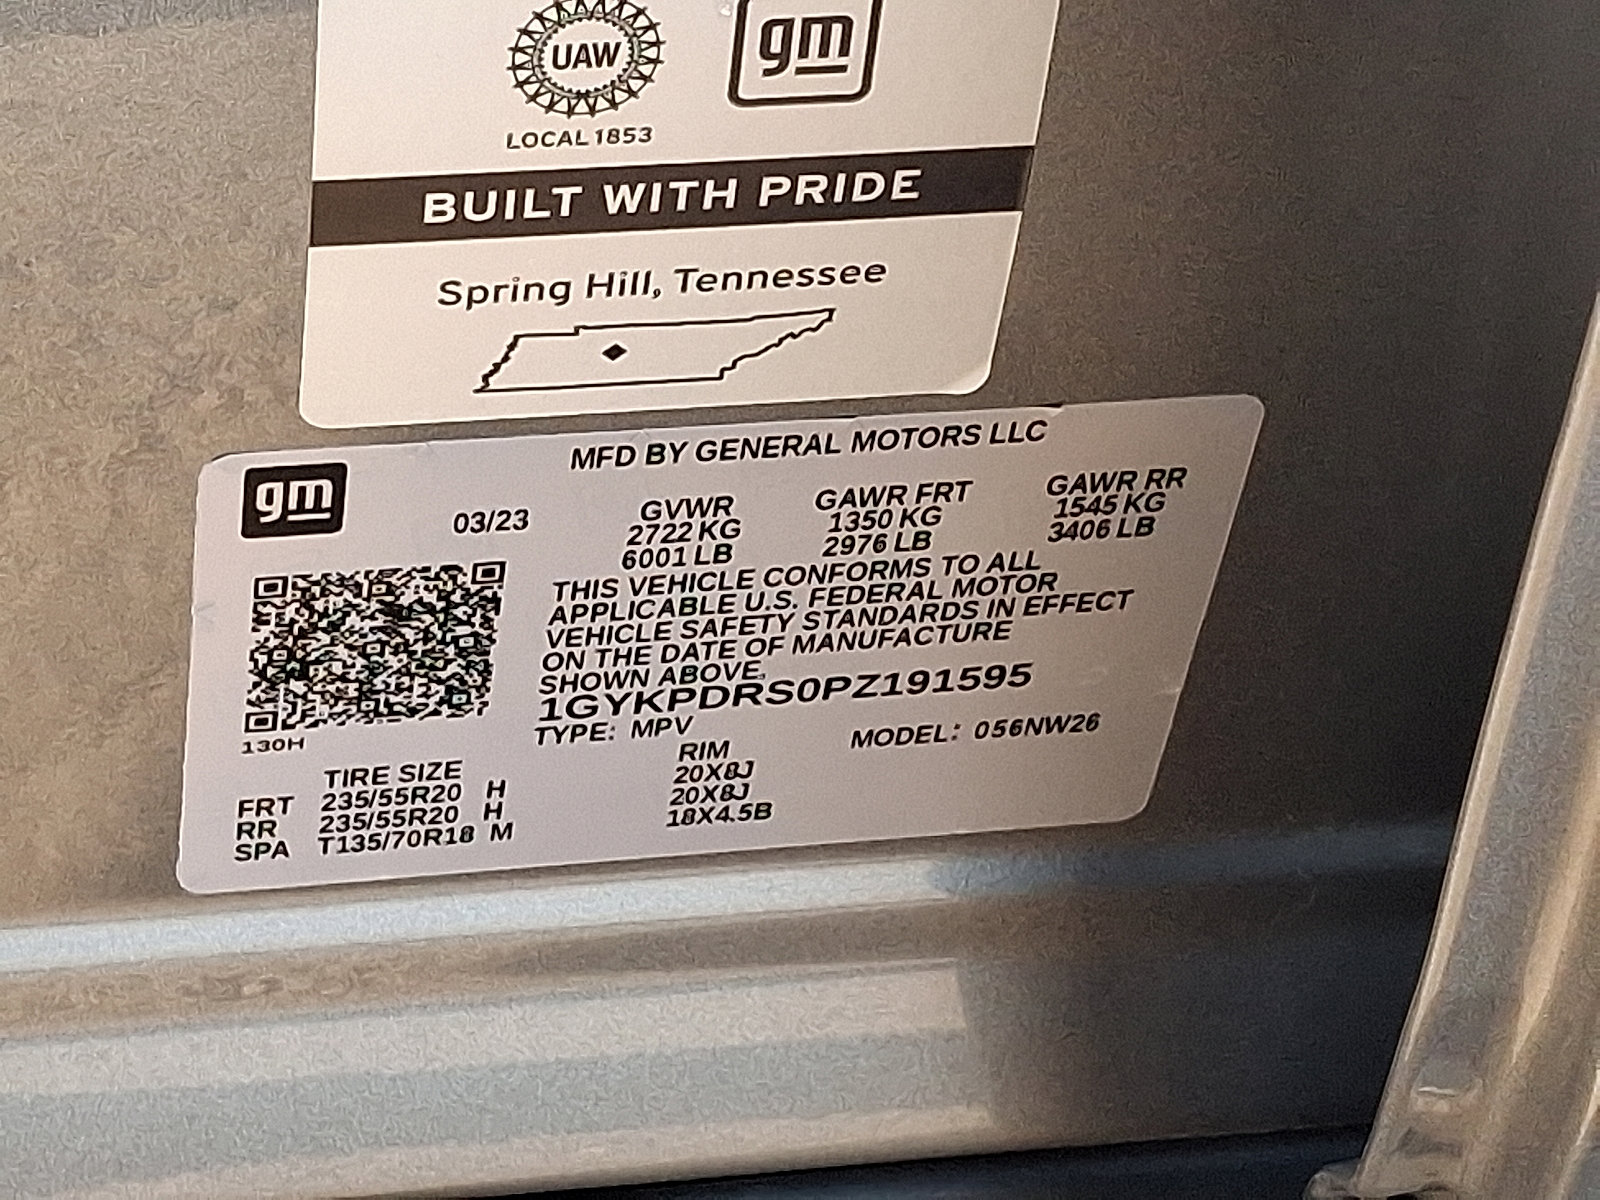 UAW
gm
LOCAL 1853
BUILT WITH PRIDE
Spring Hill, Tennessee
MFD BY GENERAL MOTORS LLC
gm
03/23
GVWR GAWR FRT GAWR RR
2722 KG 1350 KG 1545 KG
6001 LB 2976 LB 3406 LB
THIS VEHICLE CONFORMS TO ALL
APPLICABLE U.S. FEDERAL MOTOR
VEHICLE SAFETY STANDARDS IN EFFECT
ON THE DATE OF MANUFACTURE
SHOWN ABOVE.
1GYKPDRS0PZ191595
130H
TYPE: MPV MODEL: 056NW26
TIRE SIZE RIM
FRT 235/55R20 H 20X8J
RR 235/55R20 H 20X8J
SPA T135/70R18 M 18X4.5B